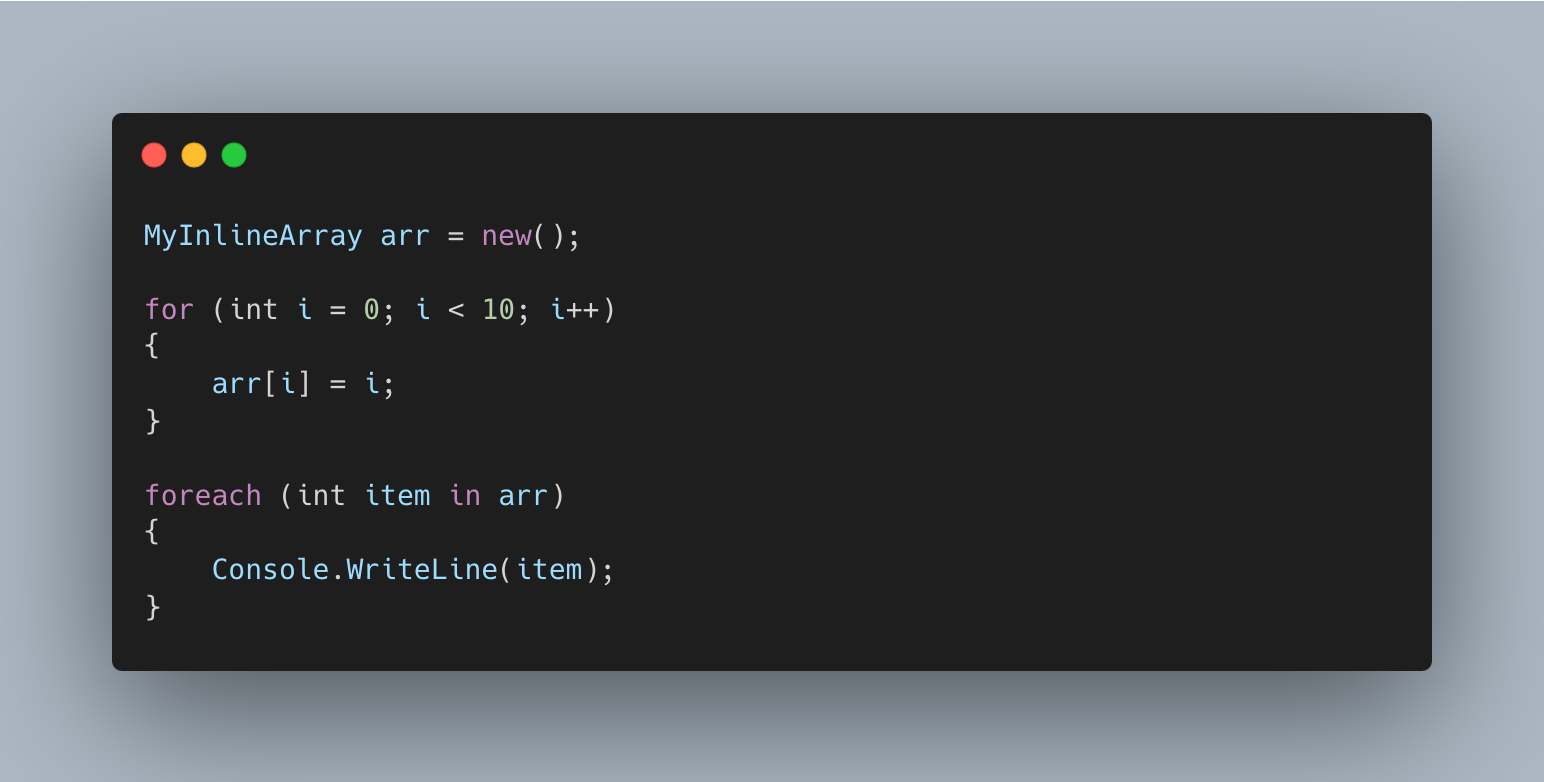 MyInlineArray arr = new();
for (int i = 0; i < 10; i++)
{
    arr[i] = i;
}
foreach (int item in arr)
{
    Console.WriteLine(item);
}